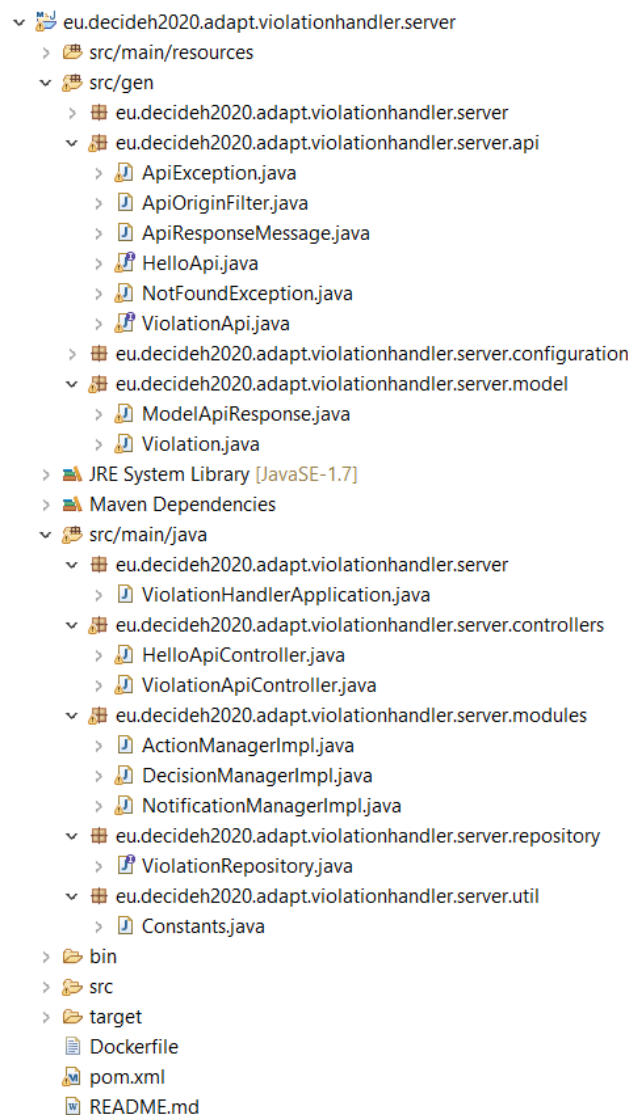 eu.decideh2020.adapt.violationhandler.server
src/main/resources
src/gen
eu.decideh2020.adapt.violationhandler.server
eu.decideh2020.adapt.violationhandler.server.api
ApiException.java
ApiOriginFilter.java
ApiResponseMessage.java
HelloApi.java
NotFoundException.java
ViolationApi.java
eu.decideh2020.adapt.violationhandler.server.configuration
eu.decideh2020.adapt.violationhandler.server.model
ModelApiResponse.java
Violation.java
JRE System Library [JavaSE-1.7]
Maven Dependencies
src/main/java
eu.decideh2020.adapt.violationhandler.server
ViolationHandlerApplication.java
eu.decideh2020.adapt.violationhandler.server.controllers
HelloApiController.java
ViolationApiController.java
eu.decideh2020.adapt.violationhandler.server.modules
ActionManagerImpl.java
DecisionManagerImpl.java
NotificationManagerImpl.java
eu.decideh2020.adapt.violationhandler.server.repository
ViolationRepository.java
eu.decideh2020.adapt.violationhandler.server.util
Constants.java
bin
src
target
Dockerfile
pom.xml
README.md